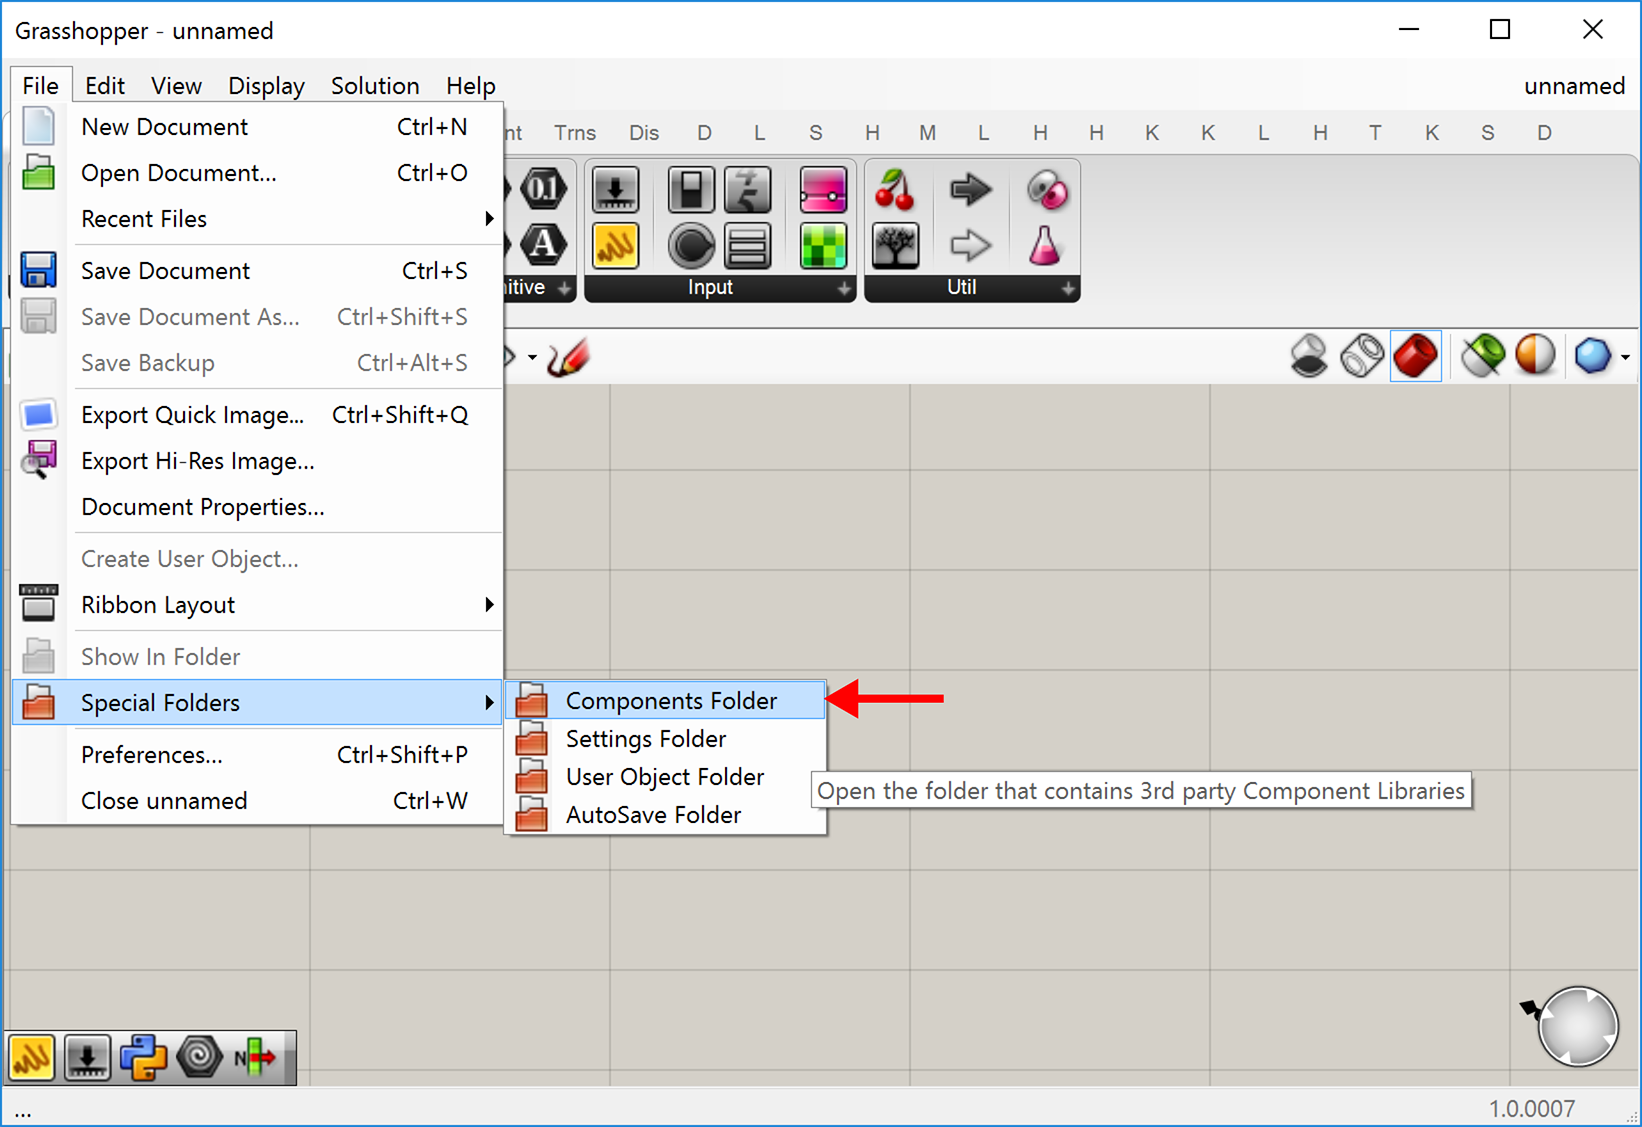 Grasshopper - unnamed
File Edit View Display Solution Help unnamed
nt Trns Dis D L S H M L H H K K L H T K S D
New Document Ctrl+N
Open Document... Ctrl+O
Recent Files
Save Document Ctrl+S
Save Document As... Ctrl+Shift+S
Save Backup Ctrl+Alt+S
Export Quick Image... Ctrl+Shift+Q
Export Hi-Res Image...
Document Properties...
Create User Object...
Ribbon Layout
Show In Folder
Special Folders
Preferences... Ctrl+Shift+P
Close unnamed Ctrl+W
0.1
A
itive + Input + Util +
Components Folder
Settings Folder
User Object Folder
AutoSave Folder
Open the folder that contains 3rd party Component Libraries
N
... 1.0.0007